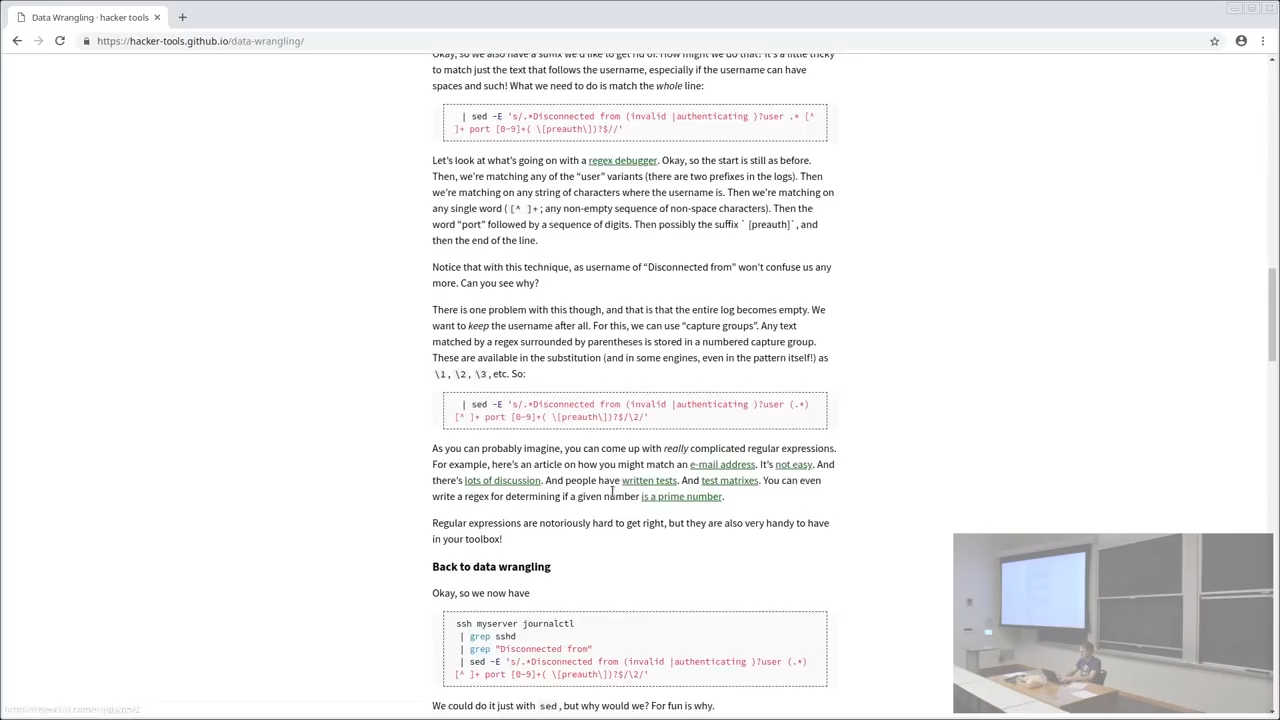 Data Wrangling · hacker tools
https://hacker-tools.github.io/data-wrangling/
Okay, so we also have a suffix we'd like to get rid of. How might we do that? It's a little tricky
to match just the text that follows the username, especially if the username can have
spaces and such! What we need to do is match the whole line:
| sed -E 's/.*Disconnected from (invalid |authenticating )?user .* [^
]+ port [0-9]+( \[preauth\])?$//'
Let's look at what's going on with a regex debugger. Okay, so the start is still as before.
Then, we're matching any of the “user” variants (there are two prefixes in the logs). Then
we're matching on any string of characters where the username is. Then we're matching on
any single word ( [^ ]+ ; any non-empty sequence of non-space characters). Then the
word “port” followed by a sequence of digits. Then possibly the suffix ` [preauth]`, and
then the end of the line.
Notice that with this technique, as username of “Disconnected from” won't confuse us any
more. Can you see why?
There is one problem with this though, and that is that the entire log becomes empty. We
want to keep the username after all. For this, we can use “capture groups”. Any text
matched by a regex surrounded by parentheses is stored in a numbered capture group.
These are available in the substitution (and in some engines, even in the pattern itself!) as
\1, \2, \3, etc. So:
| sed -E 's/.*Disconnected from (invalid |authenticating )?user (.*)
[^ ]+ port [0-9]+( \[preauth\])?$/\2/'
As you can probably imagine, you can come up with really complicated regular expressions.
For example, here's an article on how you might match an e-mail address. It's not easy. And
there's lots of discussion. And people have written tests. And test matrixes. You can even
write a regex for determining if a given number is a prime number.
Regular expressions are notoriously hard to get right, but they are also very handy to have
in your toolbox!
Back to data wrangling
Okay, so we now have
ssh myserver journalctl
| grep sshd
| grep "Disconnected from"
| sed -E 's/.*Disconnected from (invalid |authenticating )?user (.*)
[^ ]+ port [0-9]+( \[preauth\])?$/\2/'
We could do it just with sed, but why would we? For fun is why.